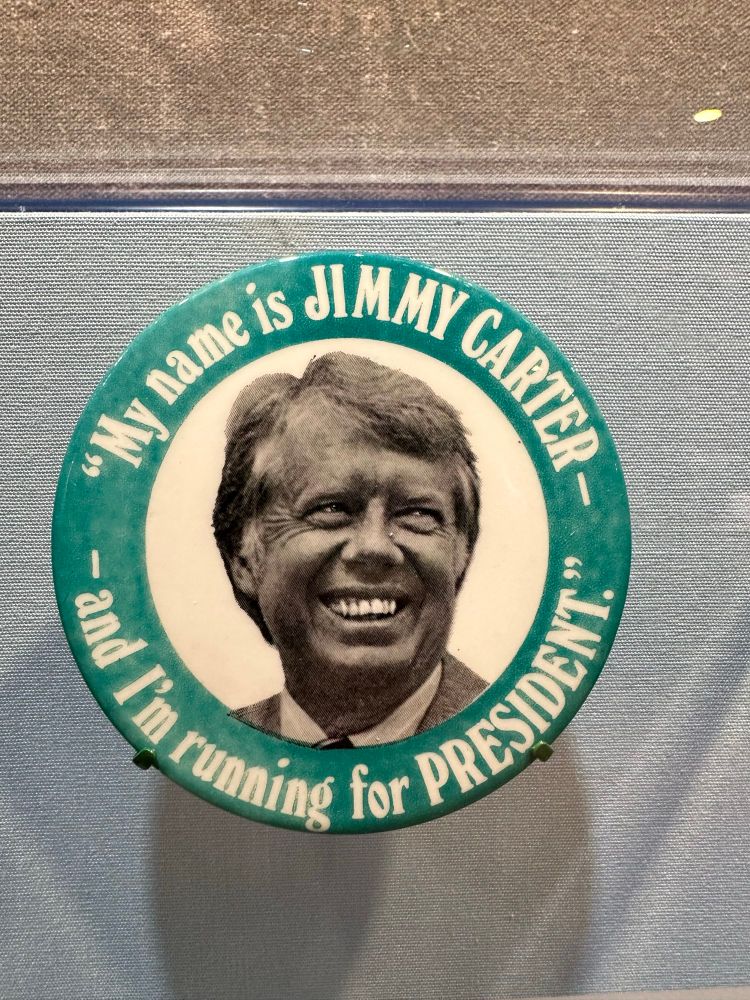 “My name is JIMMY CARTER –
– and I'm running for PRESIDENT.”